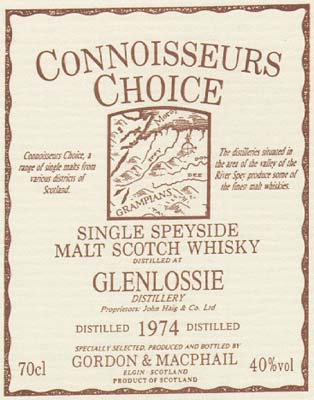 CONNOISSEURS
CHOICE
Connoisseurs Choice, a
range of single malts from
various districts of
Scotland.
Moray
DEE
GRAMPIANS
The distilleries situated in
the area of the valley of the
River Spey produce some of
the finest malt whiskies.
SINGLE SPEYSIDE
MALT SCOTCH WHISKY
DISTILLED AT
GLENLOSSIE
DISTILLERY
Proprietors: John Haig & Co. Ltd
DISTILLED 1974 DISTILLED
SPECIALLY SELECTED, PRODUCED AND BOTTLED BY
70cl GORDON & MACPHAIL 40%vol
ELGIN · SCOTLAND
PRODUCT OF SCOTLAND